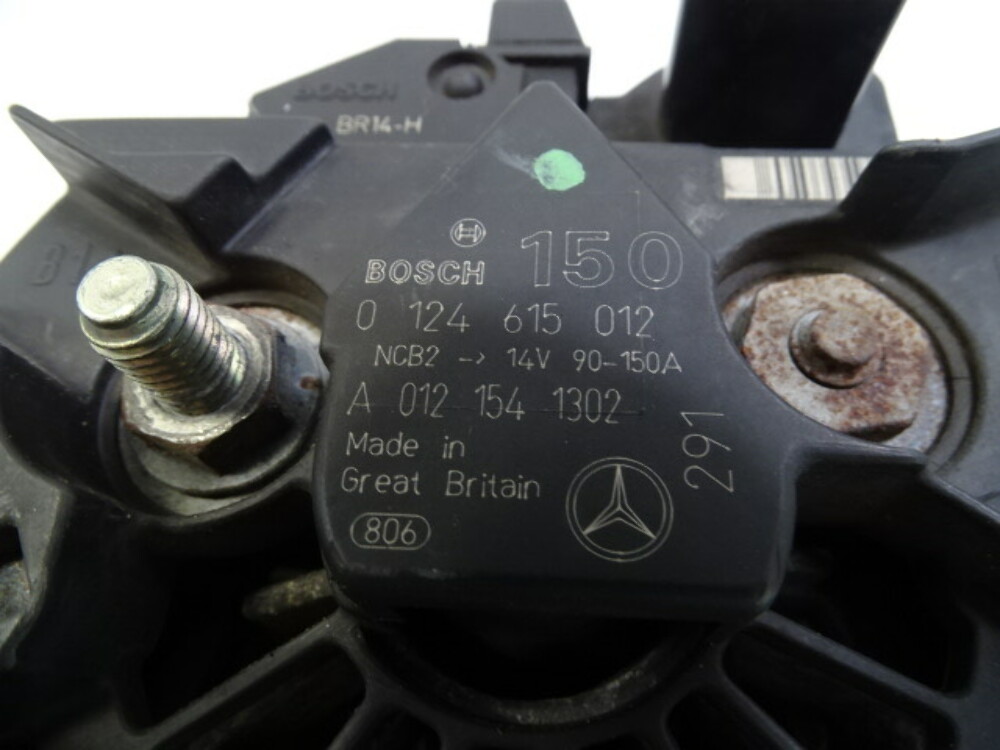 BOSCH
BR14-H
BOSCH 150
0 124 615 012
NCB2 -> 14V 90-150A
A 012 154 1302
Made in
Great Britain
806
291